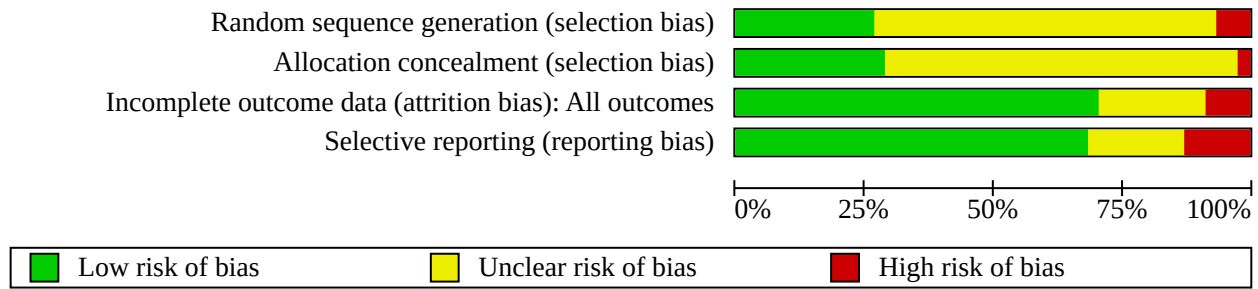 Random sequence generation (selection bias)
Allocation concealment (selection bias)
Incomplete outcome data (attrition bias): All outcomes
Selective reporting (reporting bias)
0% 25% 50% 75% 100%
Low risk of bias Unclear risk of bias High risk of bias